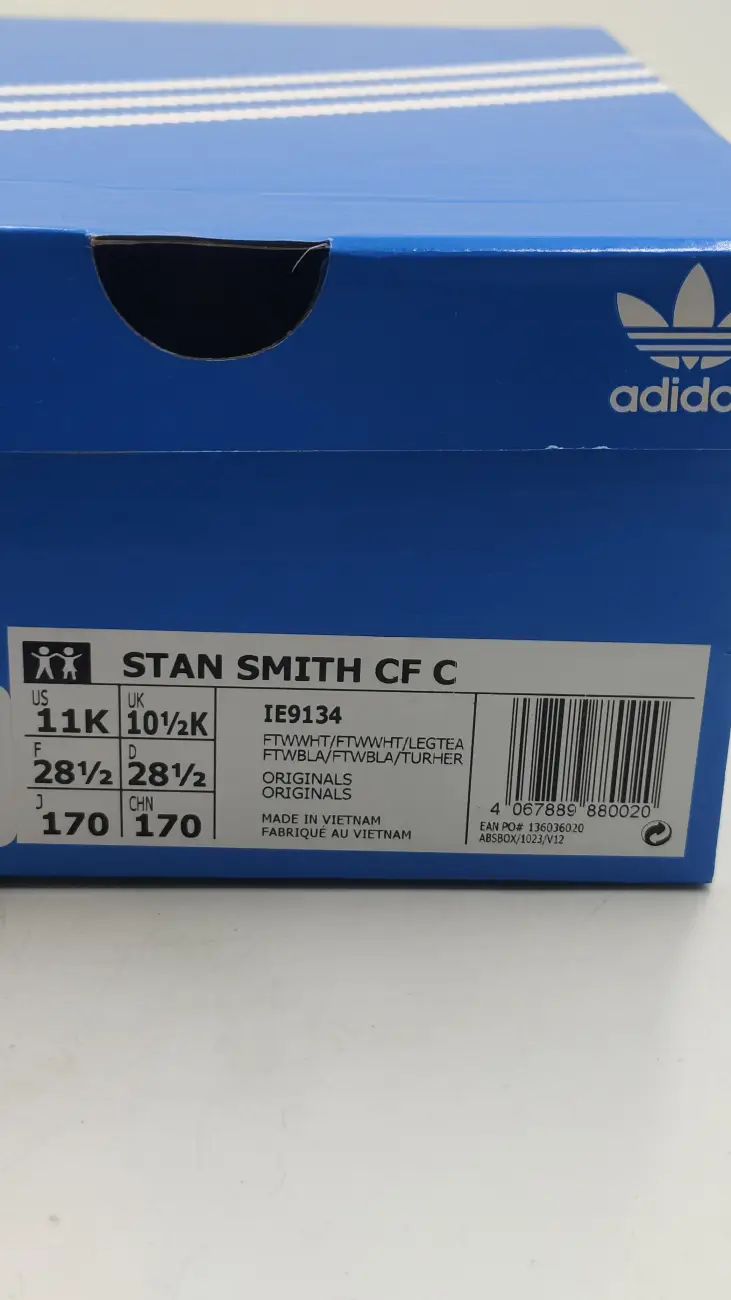 adidas
STAN SMITH CF C
US
11K
UK
10½K
F
28½
D
28½
J
170
CHN
170
IE9134
FTWWHT/FTWWHT/LEGTEA
FTWBLA/FTWBLA/TURHER
ORIGINALS
ORIGINALS
MADE IN VIETNAM
FABRIQUÉ AU VIETNAM
4 067889 880020
EAN PO# 136036020
ABSBOX/1023/V12